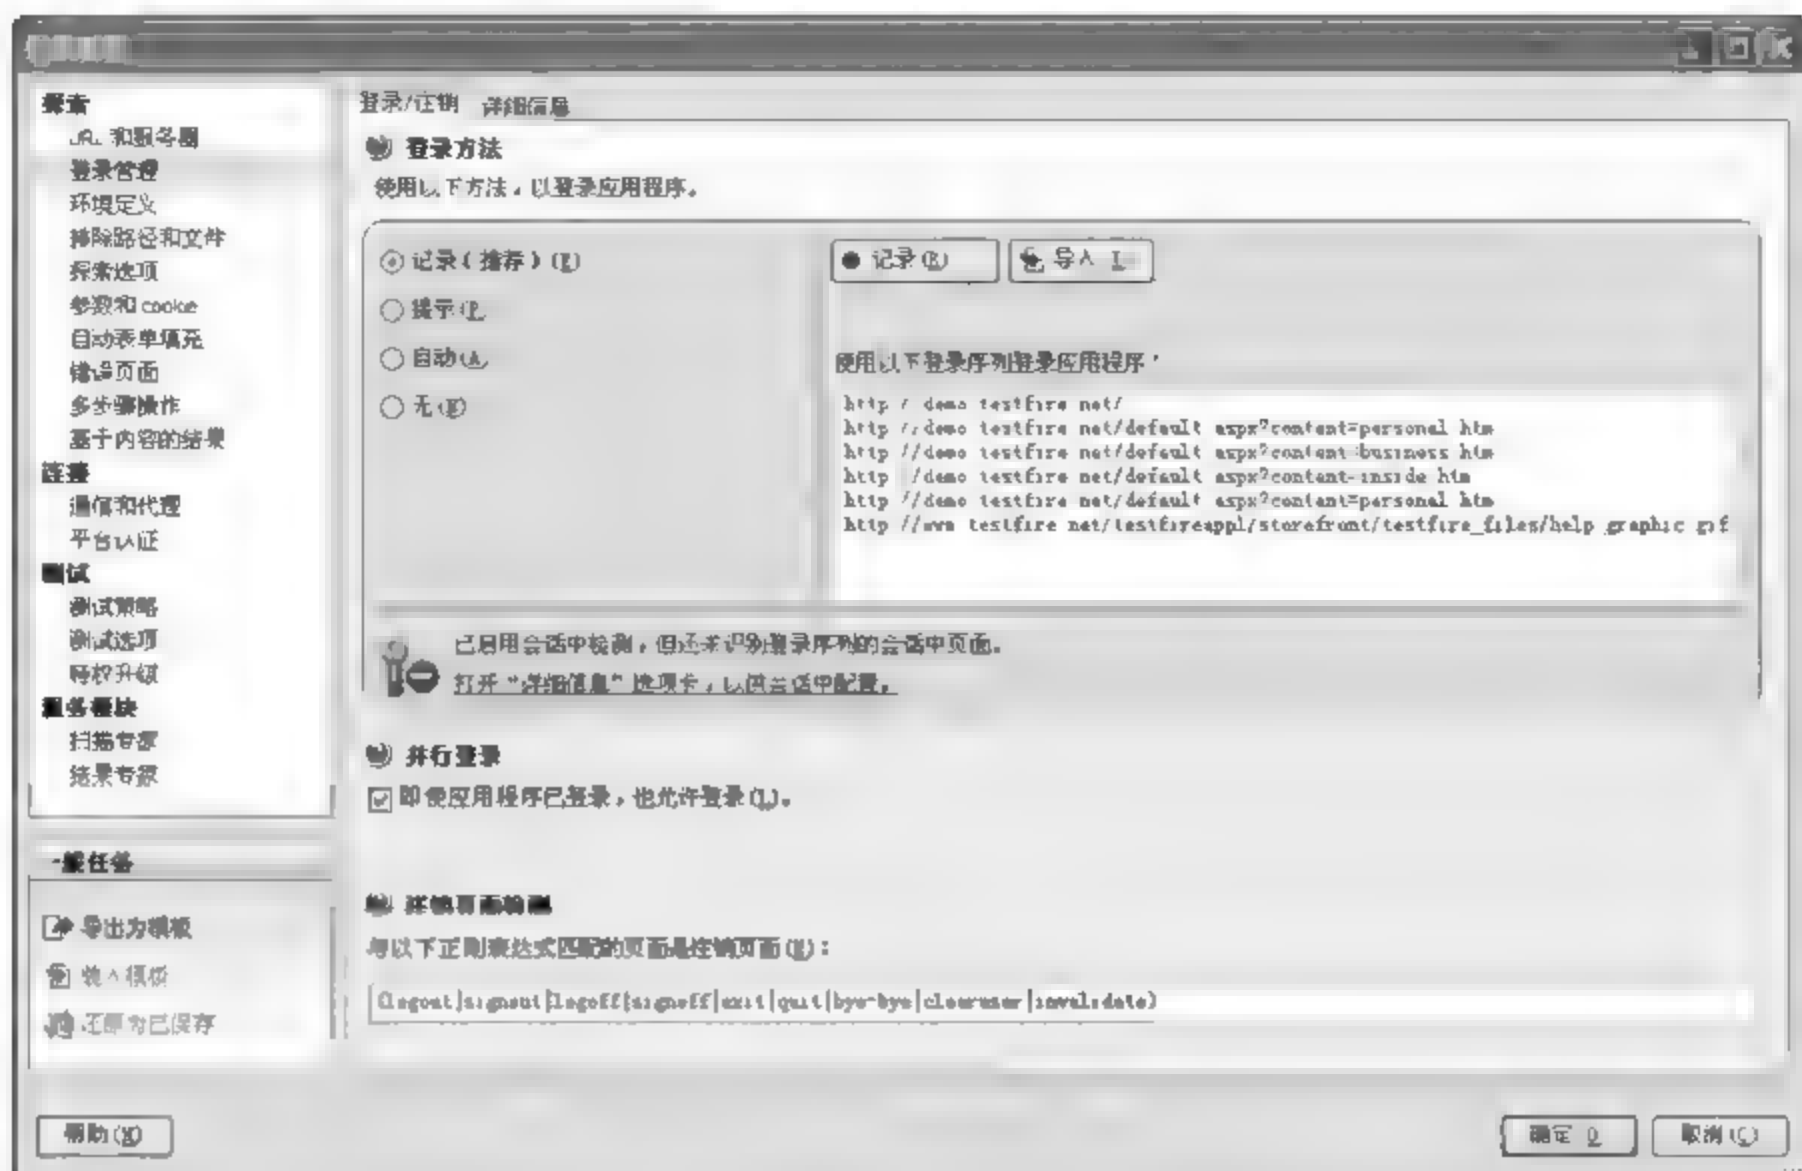 探索
URL 和服务器
登录管理
环境定义
排除路径和文件
探索选项
参数和 cookie
自动表单填充
错误页面
多步骤操作
基于内容的结果
连接
通信和代理
平台认证
测试
测试策略
测试选项
特权升级
服务模块
扫描专家
结果专家
一般任务
导出为模板
装入模板
还原为已保存
登录/注销 详细信息
登录方法
使用以下方法，以登录应用程序。
记录(推荐)
提示(P)
自动(A)
无(N)
记录(R) 导入
使用以下登录序列登录应用程序：
http://demo.testfire.net/
http://demo.testfire.net/default.aspx?content=personal.htm
http://demo.testfire.net/default.aspx?content=business.htm
http://demo.testfire.net/default.aspx?content=inside.htm
http://demo.testfire.net/default.aspx?content=personal.htm
http://www.testfire.net/testfireappl/storefront/testfire_files/help_graphic.gif
已启用会话中检测，但还未识别登录序列的会话中页面。
打开“详细信息”选项卡，以供会话中配置。
并行登录
即使应用程序已登录，也允许登录(L)。
注销页面检测
与以下正则表达式匹配的页面是注销页面：
(logout|signout|logoff|signoff|exit|quit|bye-bye|clearuser|invalidate)
帮助(H)
确定 O 取消(C)